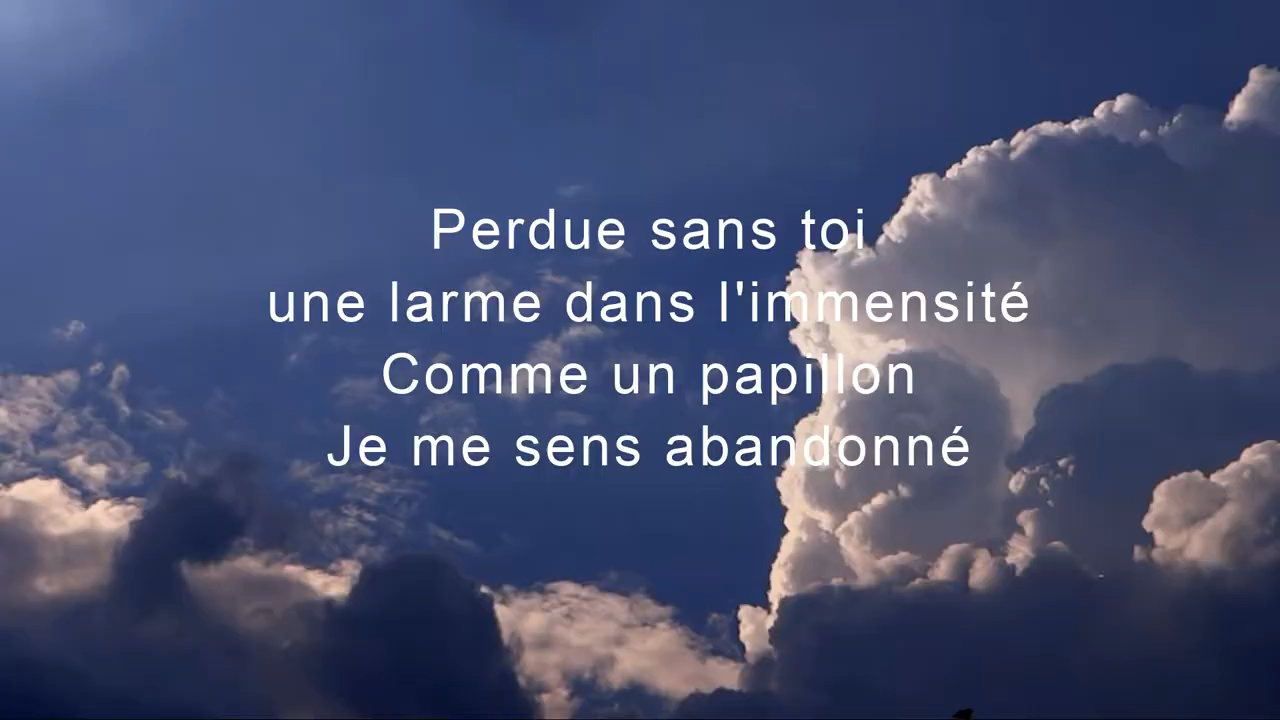 Perdue sans toi
une larme dans l'immensité
Comme un papillon
Je me sens abandonné